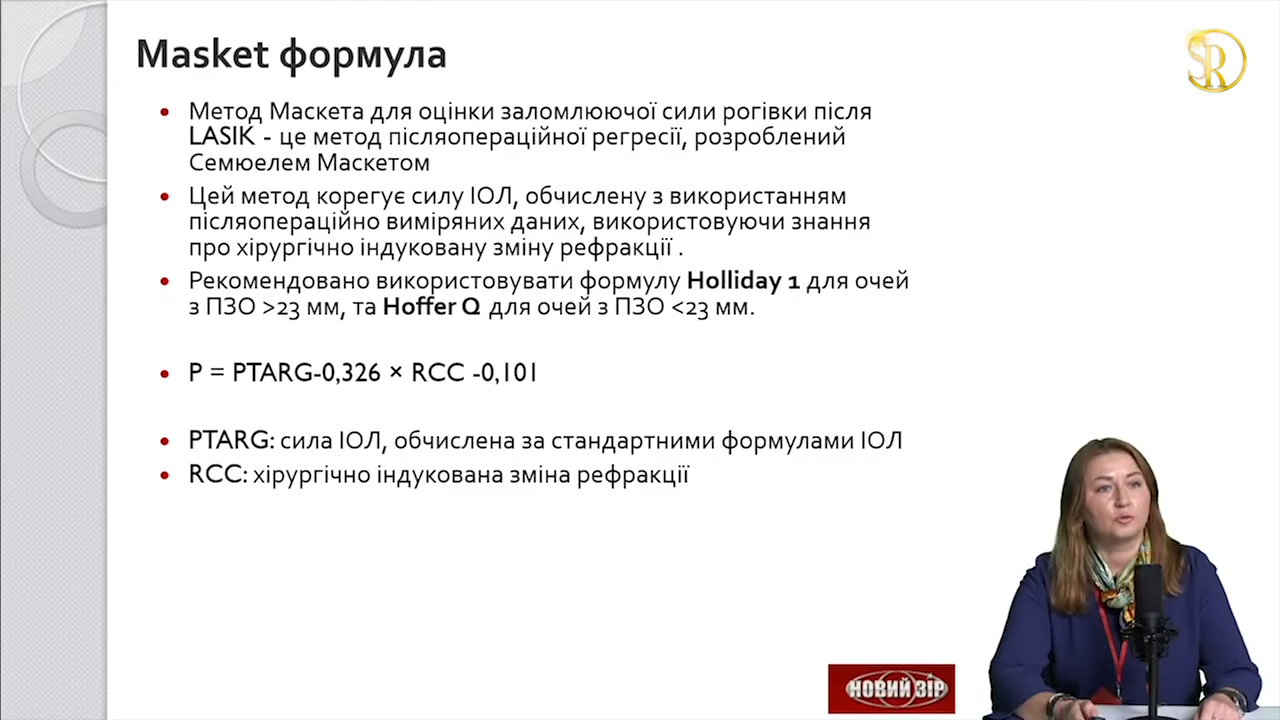 Masket формула
SR
• Метод Маскета для оцінки заломлюючої сили рогівки після
LASIK - це метод післяопераційної регресії, розроблений
Семюелем Маскетом
• Цей метод корегує силу ІОЛ, обчислену з використанням
післяопераційно виміряних даних, використовуючи знання
про хірургічно індуковану зміну рефракції .
• Рекомендовано використовувати формулу Holliday 1 для очей
з ПЗО >23 мм, та Hoffer Q для очей з ПЗО <23 мм.
• P = PTARG-0,326 × RCC -0,101
• PTARG: сила ІОЛ, обчислена за стандартними формулами ІОЛ
• RCC: хірургічно індукована зміна рефракції
НОВИЙ ЗІР